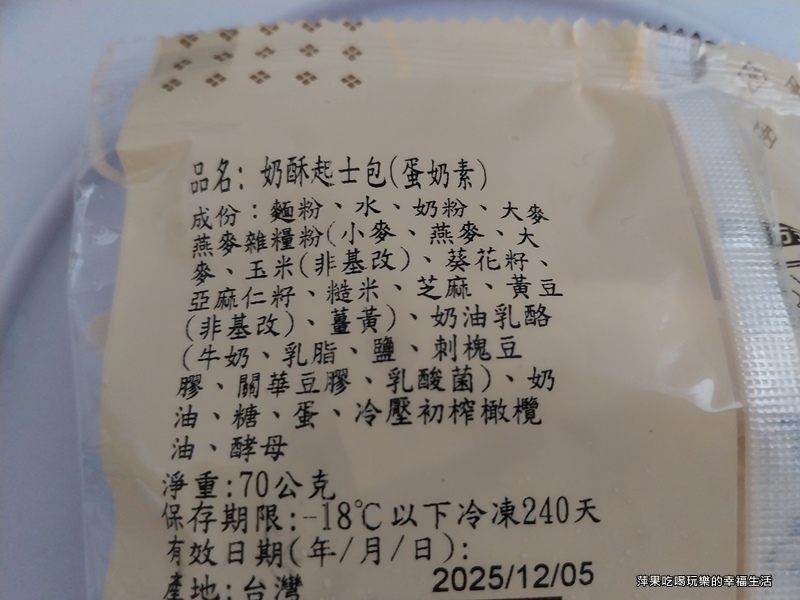 品名: 奶酥起士包(蛋奶素)
成份：麵粉、水、奶粉、大麥
燕麥雜糧粉(小麥、燕麥、大
麥、玉米(非基改)、葵花籽、
亞麻仁籽、糙米、芝麻、黃豆
(非基改)、薑黃)、奶油乳酪
(牛奶、乳脂、鹽、刺槐豆
膠、關華豆膠、乳酸菌)、奶
油、糖、蛋、冷壓初榨橄欖
油、酵母
淨重:70公克
保存期限:-18℃以下冷凍240天
有效日期(年/月/日):
2025/12/05
產地:台灣
萍果吃喝玩樂的幸福生活